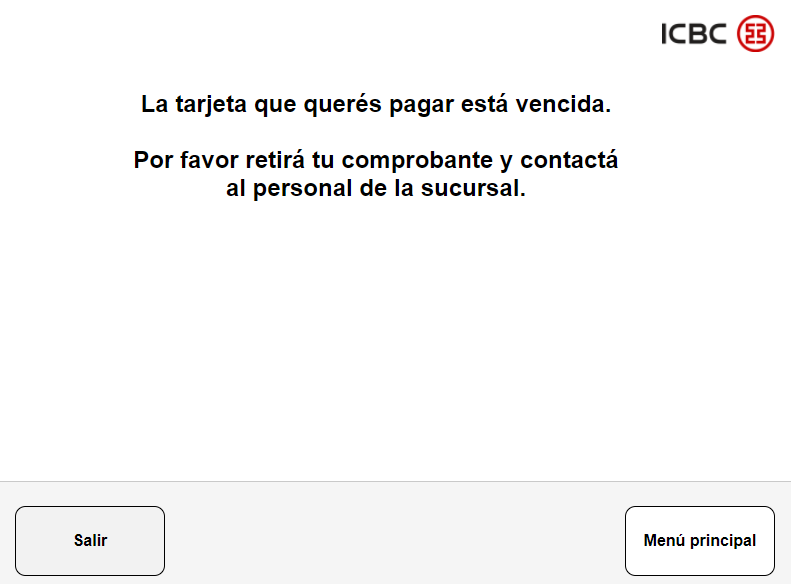 ICBC
La tarjeta que querés pagar está vencida.
Por favor retirá tu comprobante y contactá
al personal de la sucursal.
Salir
Menú principal